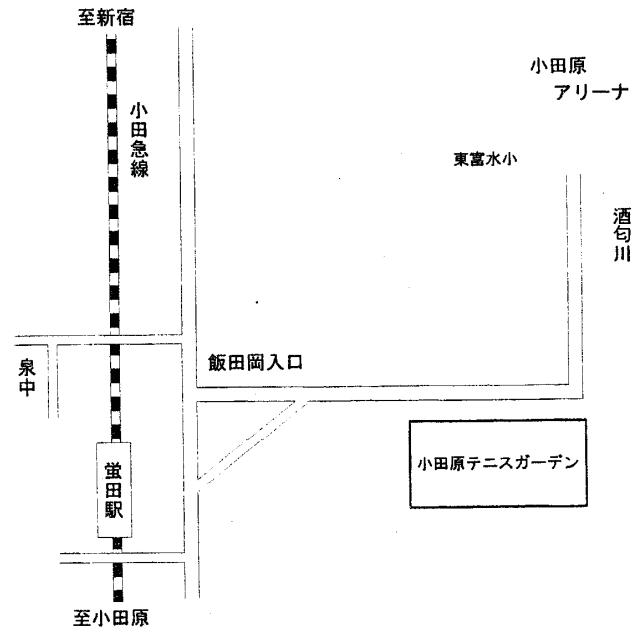 至新宿
小田急線
小田原
アリーナ
東富水小
酒匂川
泉中
飯田岡入口
蛍田駅
小田原テニスガーデン
至小田原